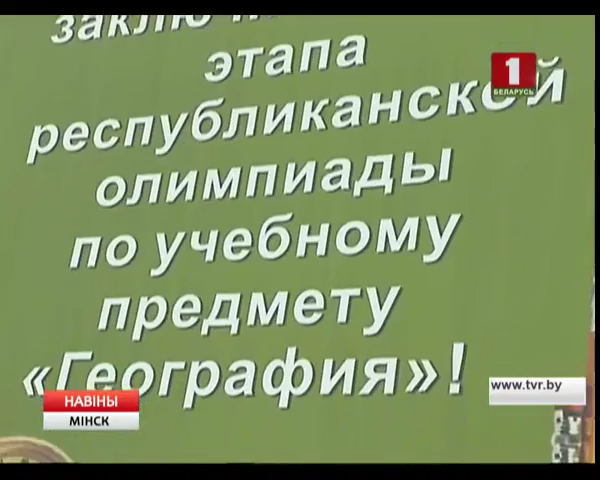 этапа
республиканской
олимпиады
по учебному
предмету
«География»!
1
БЕЛАРУСЬ
www.tvr.by
НАВІНЫ
МІНСК